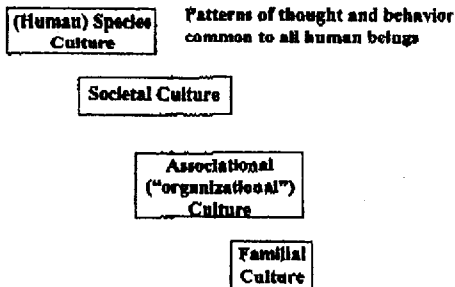 (Human) Species
Culture
Patterns of thought and behavior
common to all human beings
Societal Culture
Associational
("organizational")
Culture
Familial
Culture